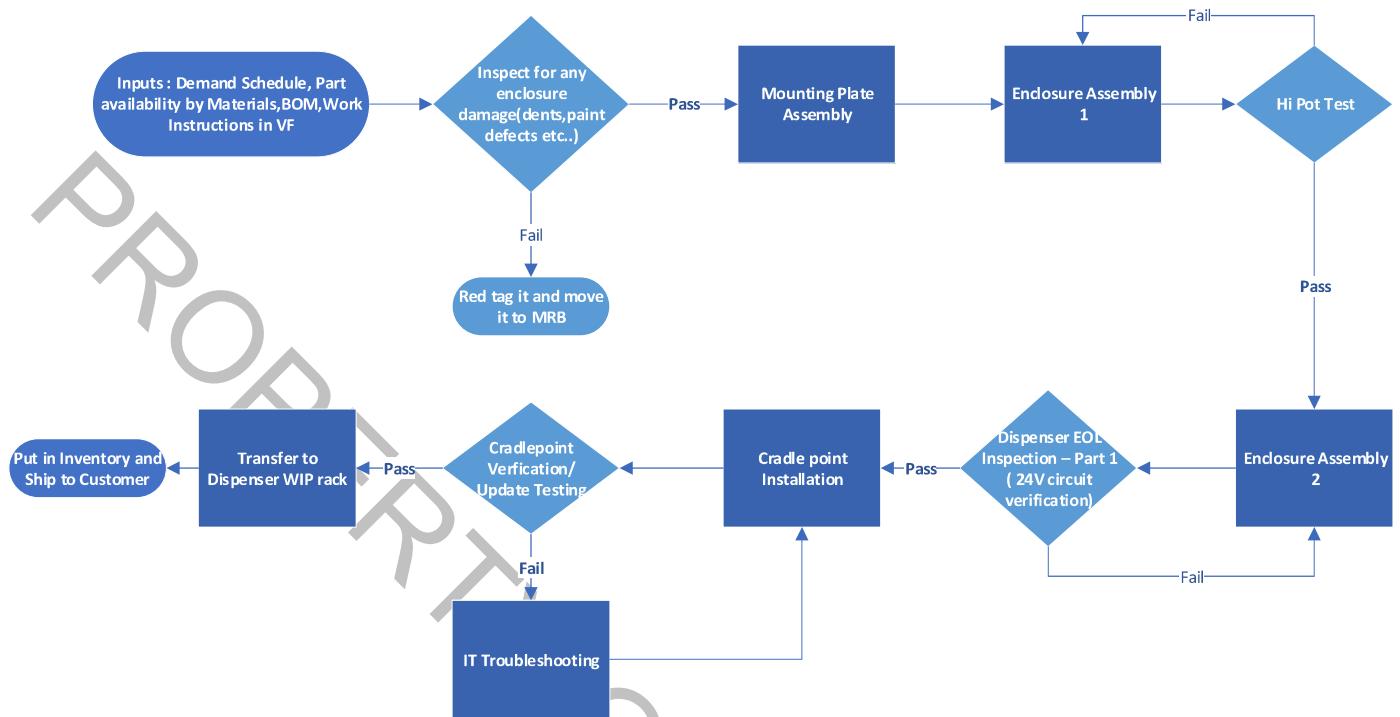 Fail
Inputs : Demand Schedule, Part
availability by Materials,BOM,Work
Instructions in VF
Inspect for any
enclosure
damage(dents,paint
defects etc..)
Pass
Mounting Plate
Assembly
Enclosure Assembly
1
Hi Pot Test
Fail
Red tag it and move
it to MRB
Pass
Put in Inventory and
Ship to Customer
Transfer to
Dispenser WIP rack
Pass
Cradlepoint
Verfication/
Update Testing
Cradle point
Installation
Pass
Dispenser EOL
Inspection – Part 1
( 24V circuit
verification)
Enclosure Assembly
2
Fail
Fail
IT Troubleshooting